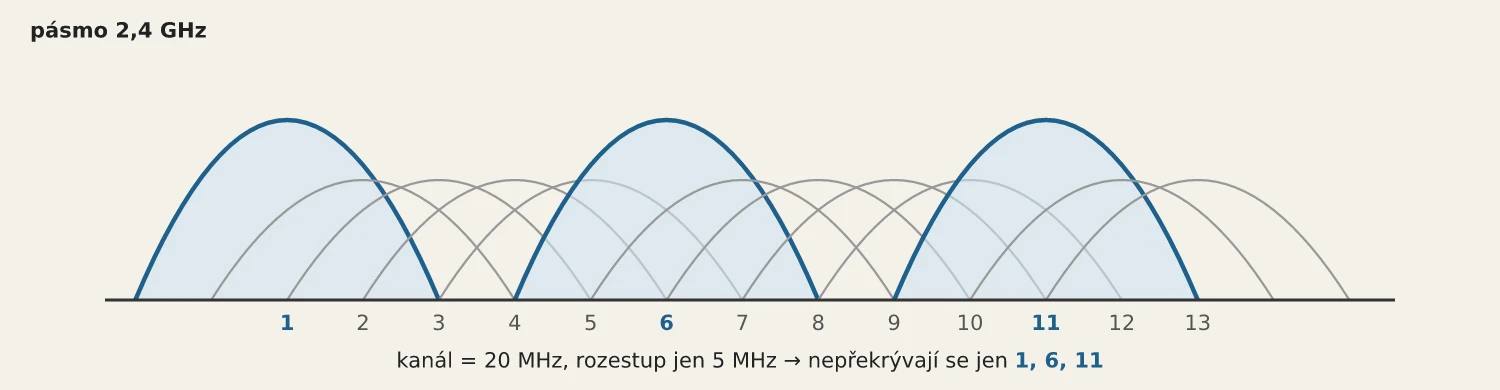 pásmo 2,4 GHz
1 2 3 4 5 6 7 8 9 10 11 12 13
kanál = 20 MHz, rozestup jen 5 MHz → nepřekrývají se jen 1, 6, 11